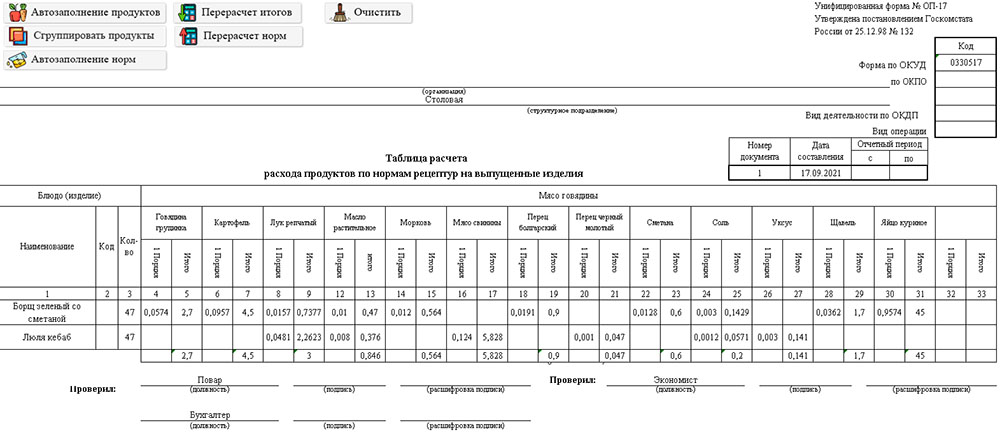 Автозаполнение продуктов
Перерасчет итогов
Очистить
Сгруппировать продукты
Перерасчет норм
Автозаполнение норм
Унифицированная форма № ОП-17
Утверждена постановлением Госкомстата
России от 25.12.98 № 132
Код
Форма по ОКУД 0330517
по ОКПО
(организация)
Столовая
(структурное подразделение)
Вид деятельности по ОКДП
Вид операции
Номер документа Дата составления Отчетный период
с по
1 17.09.2021
Таблица расчета
расхода продуктов по нормам рецептур на выпущенные изделия
Блюдо (изделие) Мясо говядины
Наименование Код Кол-во Говядина грушинка Картофель Лук репчатый Масло растительное Морковь Мясо свинины Перец болгарский Перец черный молотый Сметана Соль Уксус Щавель Яйцо куриное
1 Порция Итого 1 Порция Итого 1 Порция Итого 1 Порция итого 1 Порция Итого 1 Порция Итого 1 Порция Итого 1 Порция Итого 1 Порция Итого 1 Порция Итого 1 Порция Итого 1 Порция Итого 1 Порция Итого 1 Порция Итого
1 2 3 4 5 6 7 8 9 12 13 14 15 16 17 18 19 20 21 22 23 24 25 26 27 28 29 30 31 32 33
Борщ зеленый со сметаной 47 0,0574 2,7 0,0957 4,5 0,0157 0,7377 0,01 0,47 0,012 0,564 0,0191 0,9 0,0128 0,6 0,003 0,1429 0,0362 1,7 0,9574 45
Люля кебаб 47 0,0481 2,2623 0,008 0,376 0,124 5,828 0,001 0,047 0,0012 0,0571 0,003 0,141
2,7 4,5 3 0,846 0,564 5,828 0,9 0,047 0,6 0,2 0,141 1,7 45
Проверил: Повар Проверил: Экономист
(должность) (подпись) (расшифровка подписи) (должность) (подпись) (расшифровка подписи)
Бухгалтер
(должность) (подпись) (расшифровка подписи)